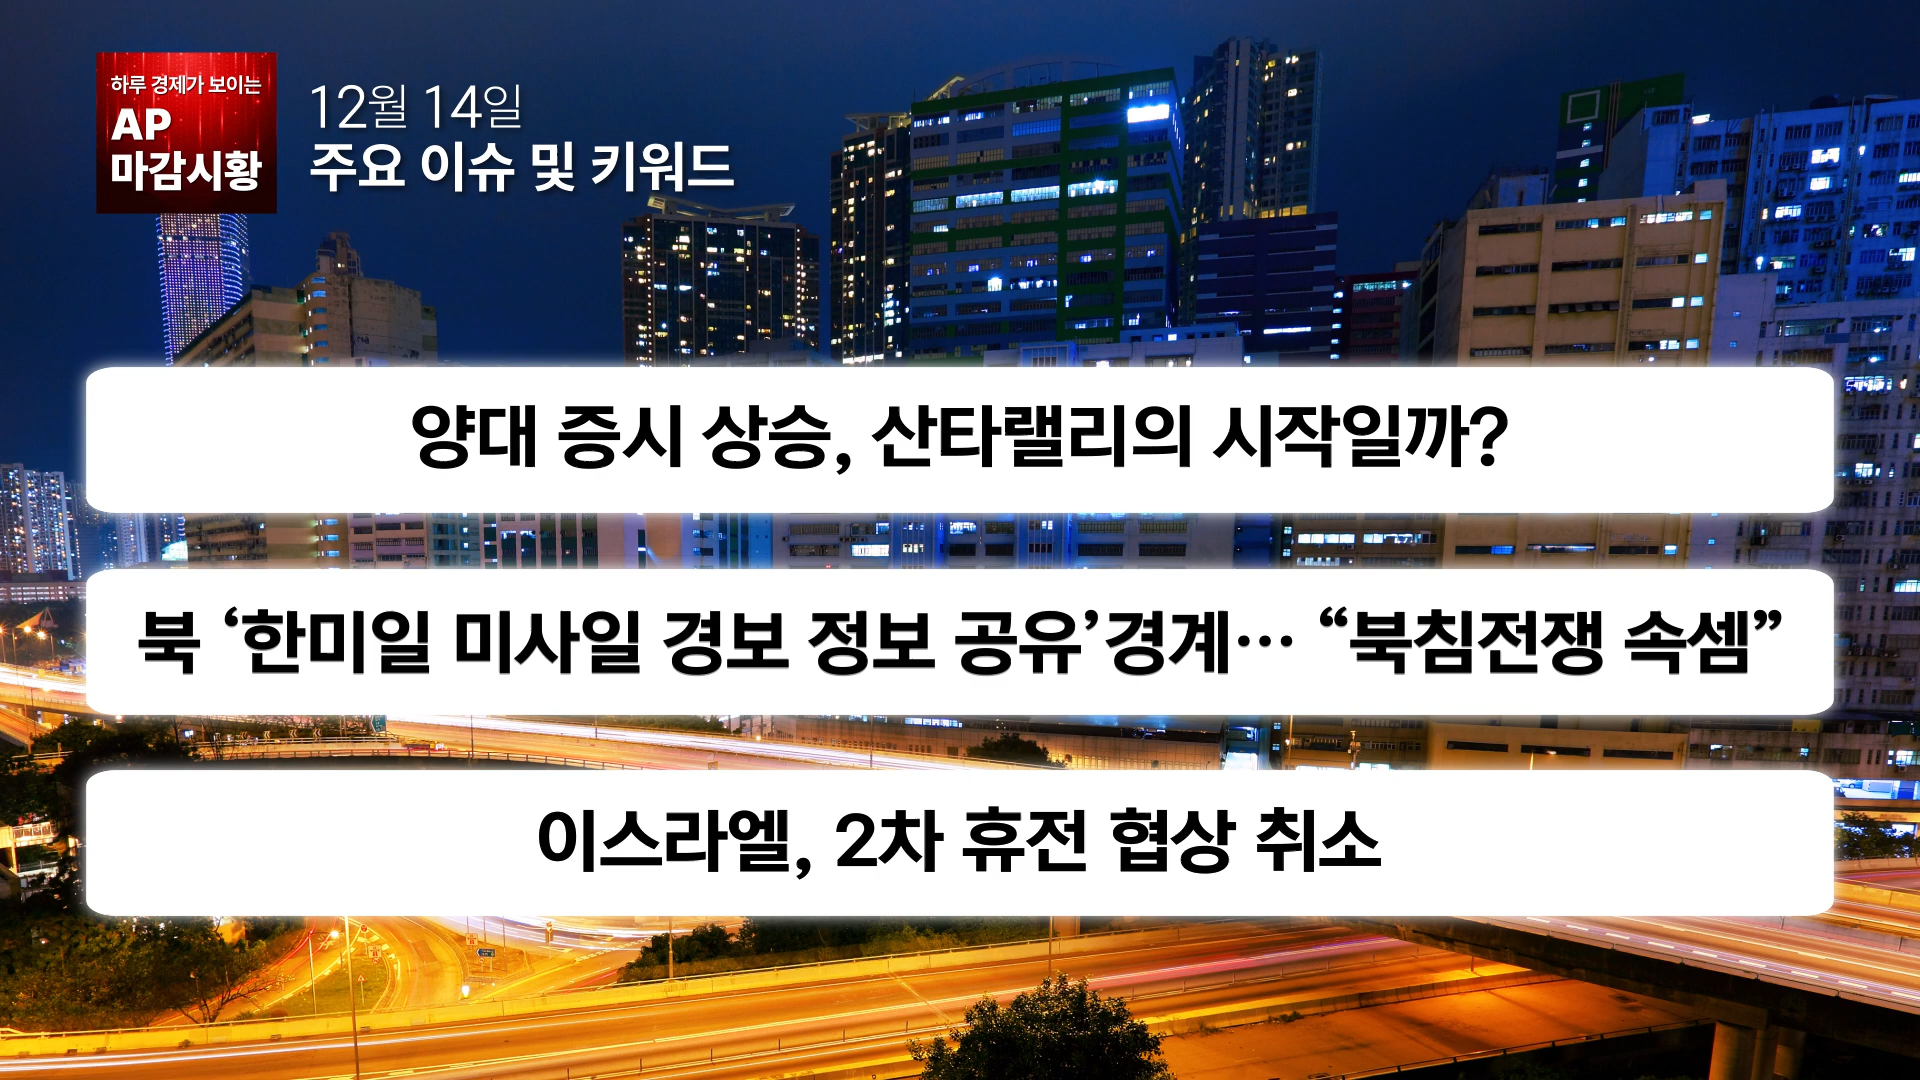 하루 경제가 보이는
AP
마감시황
12월 14일
주요 이슈 및 키워드
양대 증시 상승, 산타랠리의 시작일까?
북 ‘한미일 미사일 경보 정보 공유’경계… “북침전쟁 속셈”
이스라엘, 2차 휴전 협상 취소